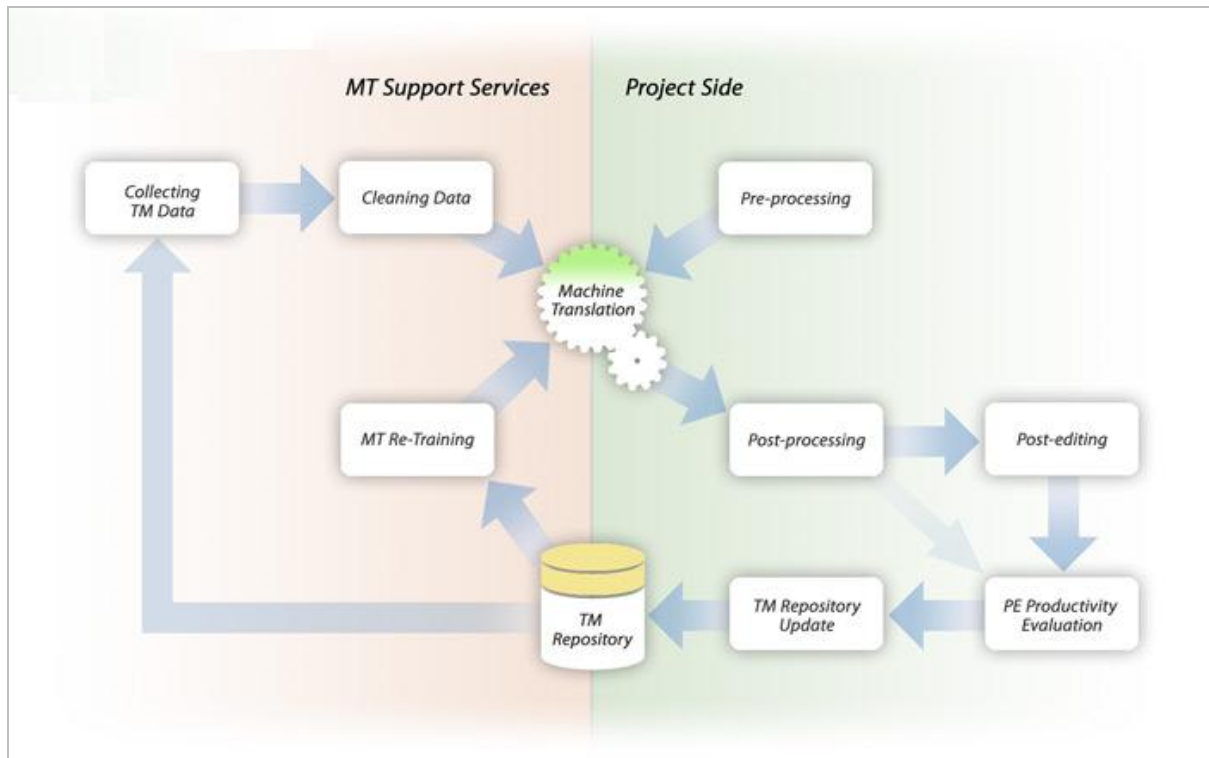 MT Support Services
Project Side
Collecting
TM Data
Cleaning Data
Pre-processing
Machine
Translation
MT Re-Training
Post-processing
Post-editing
TM
Repository
TM Repository
Update
PE Productivity
Evaluation